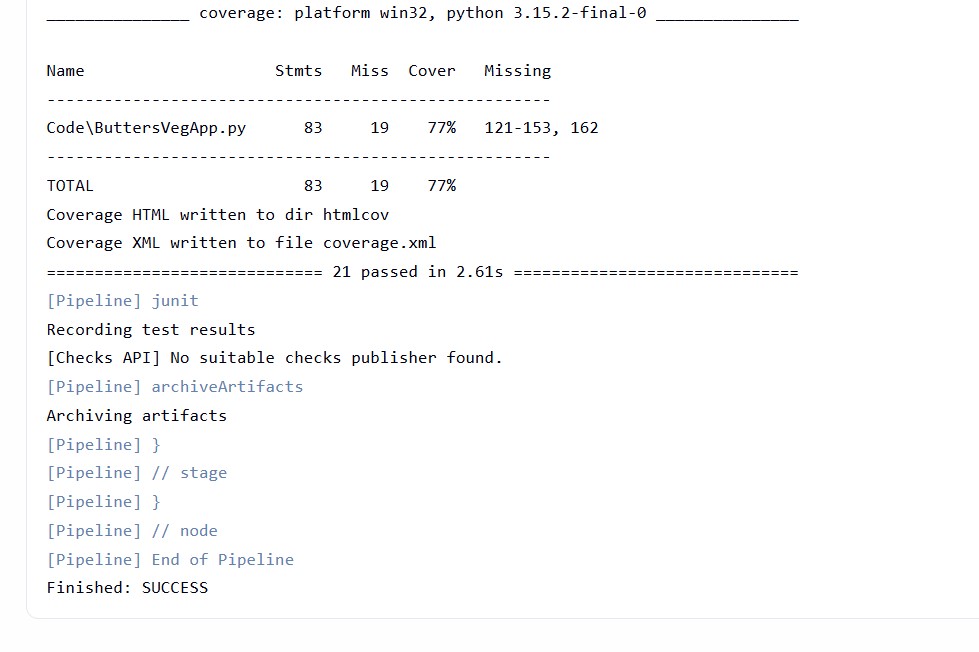 _______________ coverage: platform win32, python 3.15.2-final-0 _______________
Name                    Stmts   Miss  Cover   Missing
-----------------------------------------------------
Code\ButtersVegApp.py      83     19    77%   121-153, 162
-----------------------------------------------------
TOTAL                      83     19    77%
Coverage HTML written to dir htmlcov
Coverage XML written to file coverage.xml
============================= 21 passed in 2.61s ==============================
[Pipeline] junit
Recording test results
[Checks API] No suitable checks publisher found.
[Pipeline] archiveArtifacts
Archiving artifacts
[Pipeline] }
[Pipeline] // stage
[Pipeline] }
[Pipeline] // node
[Pipeline] End of Pipeline
Finished: SUCCESS